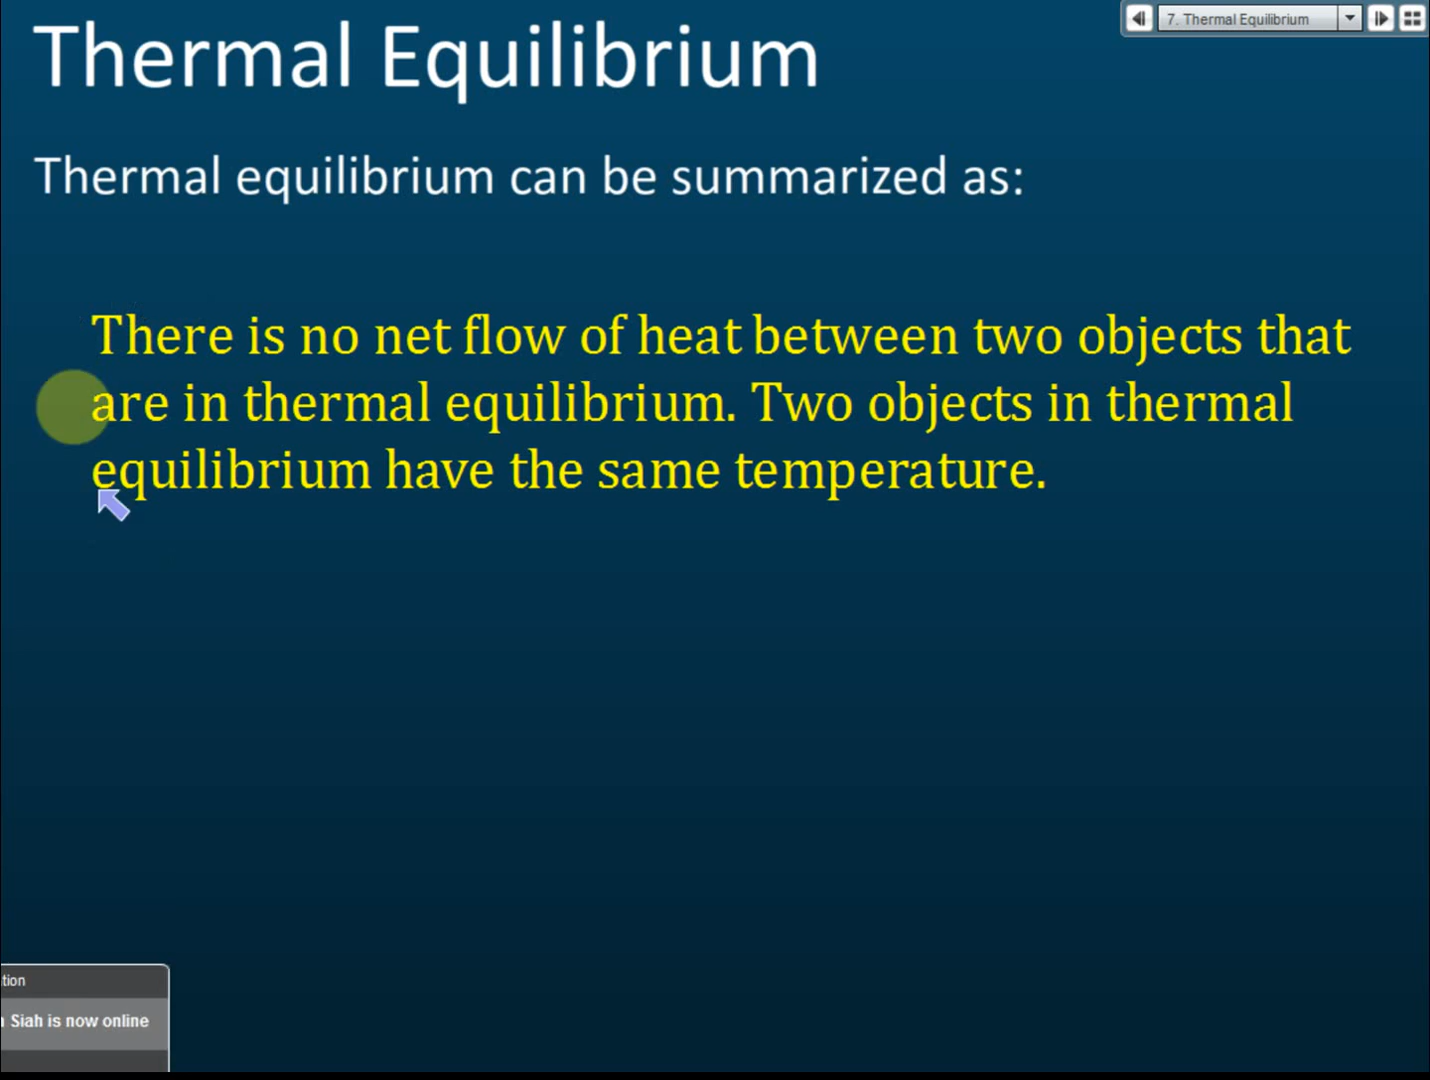 7. Thermal Equilibrium
Thermal Equilibrium
Thermal equilibrium can be summarized as:
There is no net flow of heat between two objects that
are in thermal equilibrium. Two objects in thermal
equilibrium have the same temperature.
tion
Siah is now online